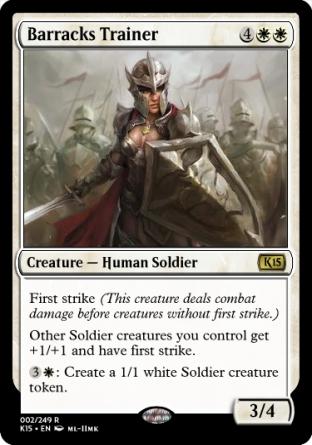 Barracks Trainer 4
Creature — Human Soldier K15
First strike (This creature deals combat
damage before creatures without first strike.)
Other Soldier creatures you control get
+1/+1 and have first strike.
3 : Create a 1/1 white Soldier creature
token.
3/4
002/249 R
K15 • EN ML-IIMK